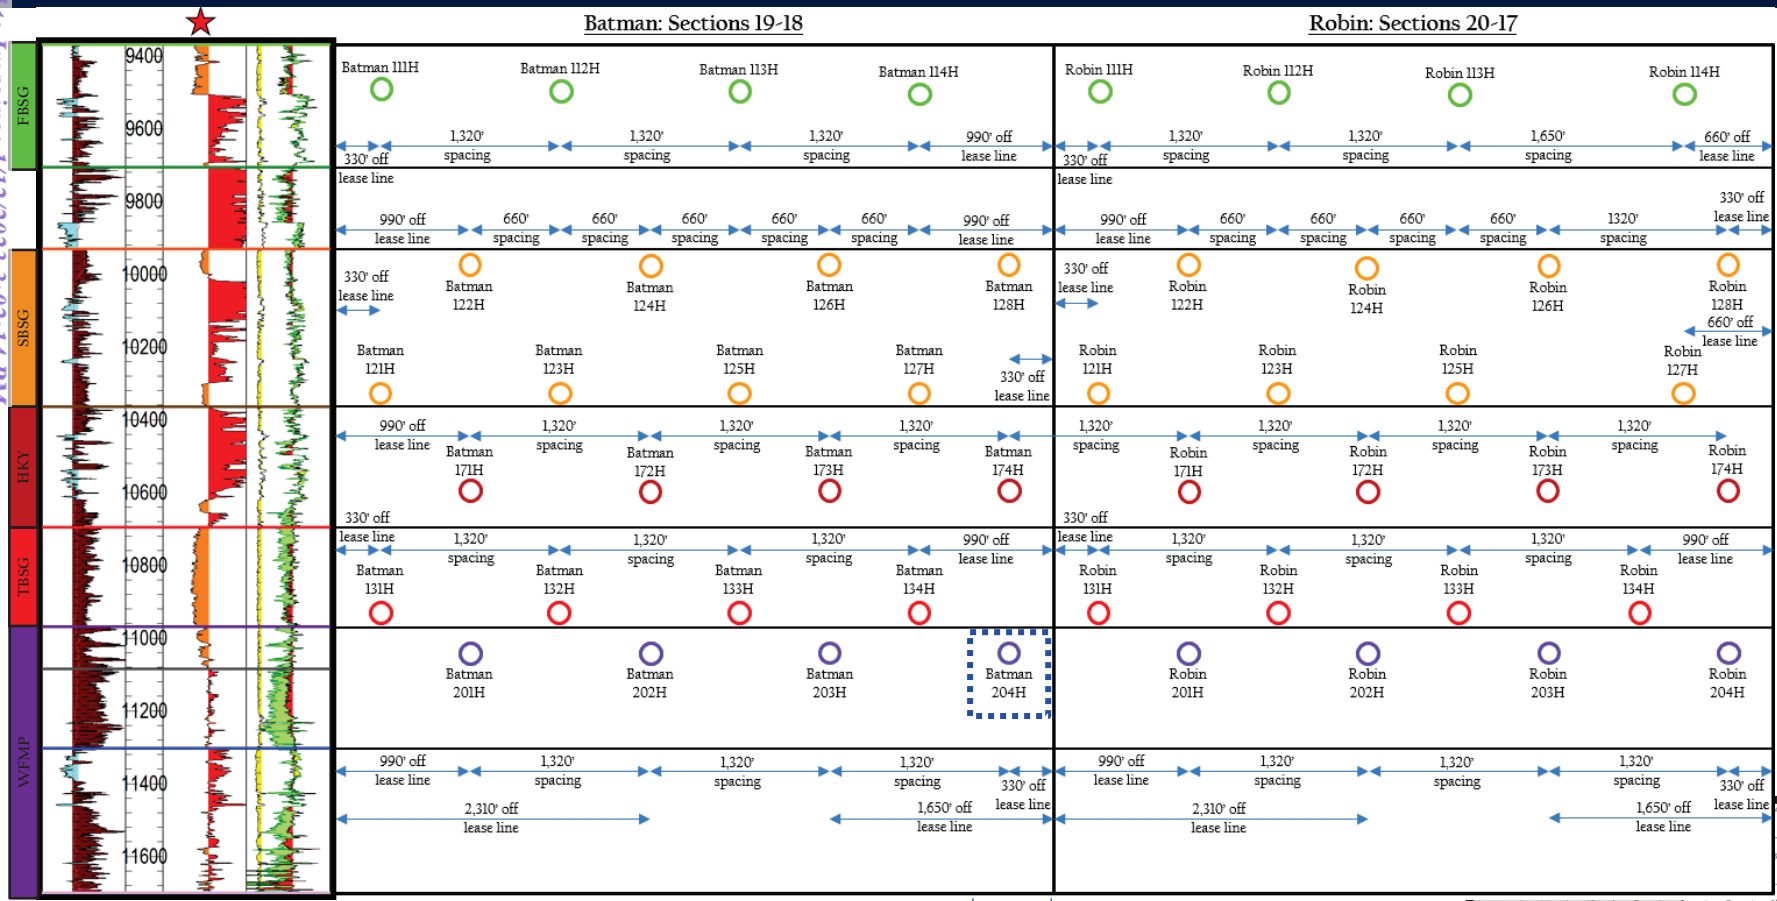 Batman: Sections 19-18
Robin: Sections 20-17
FBSG
SBSG
HKY
TBSG
WFMP
9400
9600
9800
10000
10200
10400
10600
10800
11000
11200
11400
11600
Batman 111H
Batman 112H
Batman 113H
Batman 114H
Robin 111H
Robin 112H
Robin 113H
Robin 114H
330' off
lease line
1,320'
spacing
1,320'
spacing
1,320'
spacing
990' off
lease line
330' off
lease line
1,320'
spacing
1,320'
spacing
1,650'
spacing
660' off
lease line
990' off
lease line
660'
spacing
660'
spacing
660'
spacing
660'
spacing
660'
spacing
990' off
lease line
990' off
lease line
660'
spacing
660'
spacing
660'
spacing
660'
spacing
1320'
spacing
330' off
lease line
330' off
lease line
Batman
122H
Batman
124H
Batman
126H
Batman
128H
330' off
lease line
Robin
122H
Robin
124H
Robin
126H
Robin
128H
660' off
lease line
Batman
121H
Batman
123H
Batman
125H
Batman
127H
330' off
lease line
Robin
121H
Robin
123H
Robin
125H
Robin
127H
990' off
lease line
1,320'
spacing
1,320'
spacing
1,320'
spacing
1,320'
spacing
1,320'
spacing
1,320'
spacing
1,320'
spacing
Batman
171H
Batman
172H
Batman
173H
Batman
174H
Robin
171H
Robin
172H
Robin
173H
Robin
174H
330' off
lease line
1,320'
spacing
1,320'
spacing
1,320'
spacing
990' off
lease line
330' off
lease line
1,320'
spacing
1,320'
spacing
1,320'
spacing
990' off
lease line
Batman
131H
Batman
132H
Batman
133H
Batman
134H
Robin
131H
Robin
132H
Robin
133H
Robin
134H
Batman
201H
Batman
202H
Batman
203H
Batman
204H
Robin
201H
Robin
202H
Robin
203H
Robin
204H
990' off
lease line
1,320'
spacing
1,320'
spacing
1,320'
spacing
330' off
lease line
990' off
lease line
1,320'
spacing
1,320'
spacing
1,320'
spacing
330' off
lease line
2,310' off
lease line
1,650' off
lease line
2,310' off
lease line
1,650' off
lease line